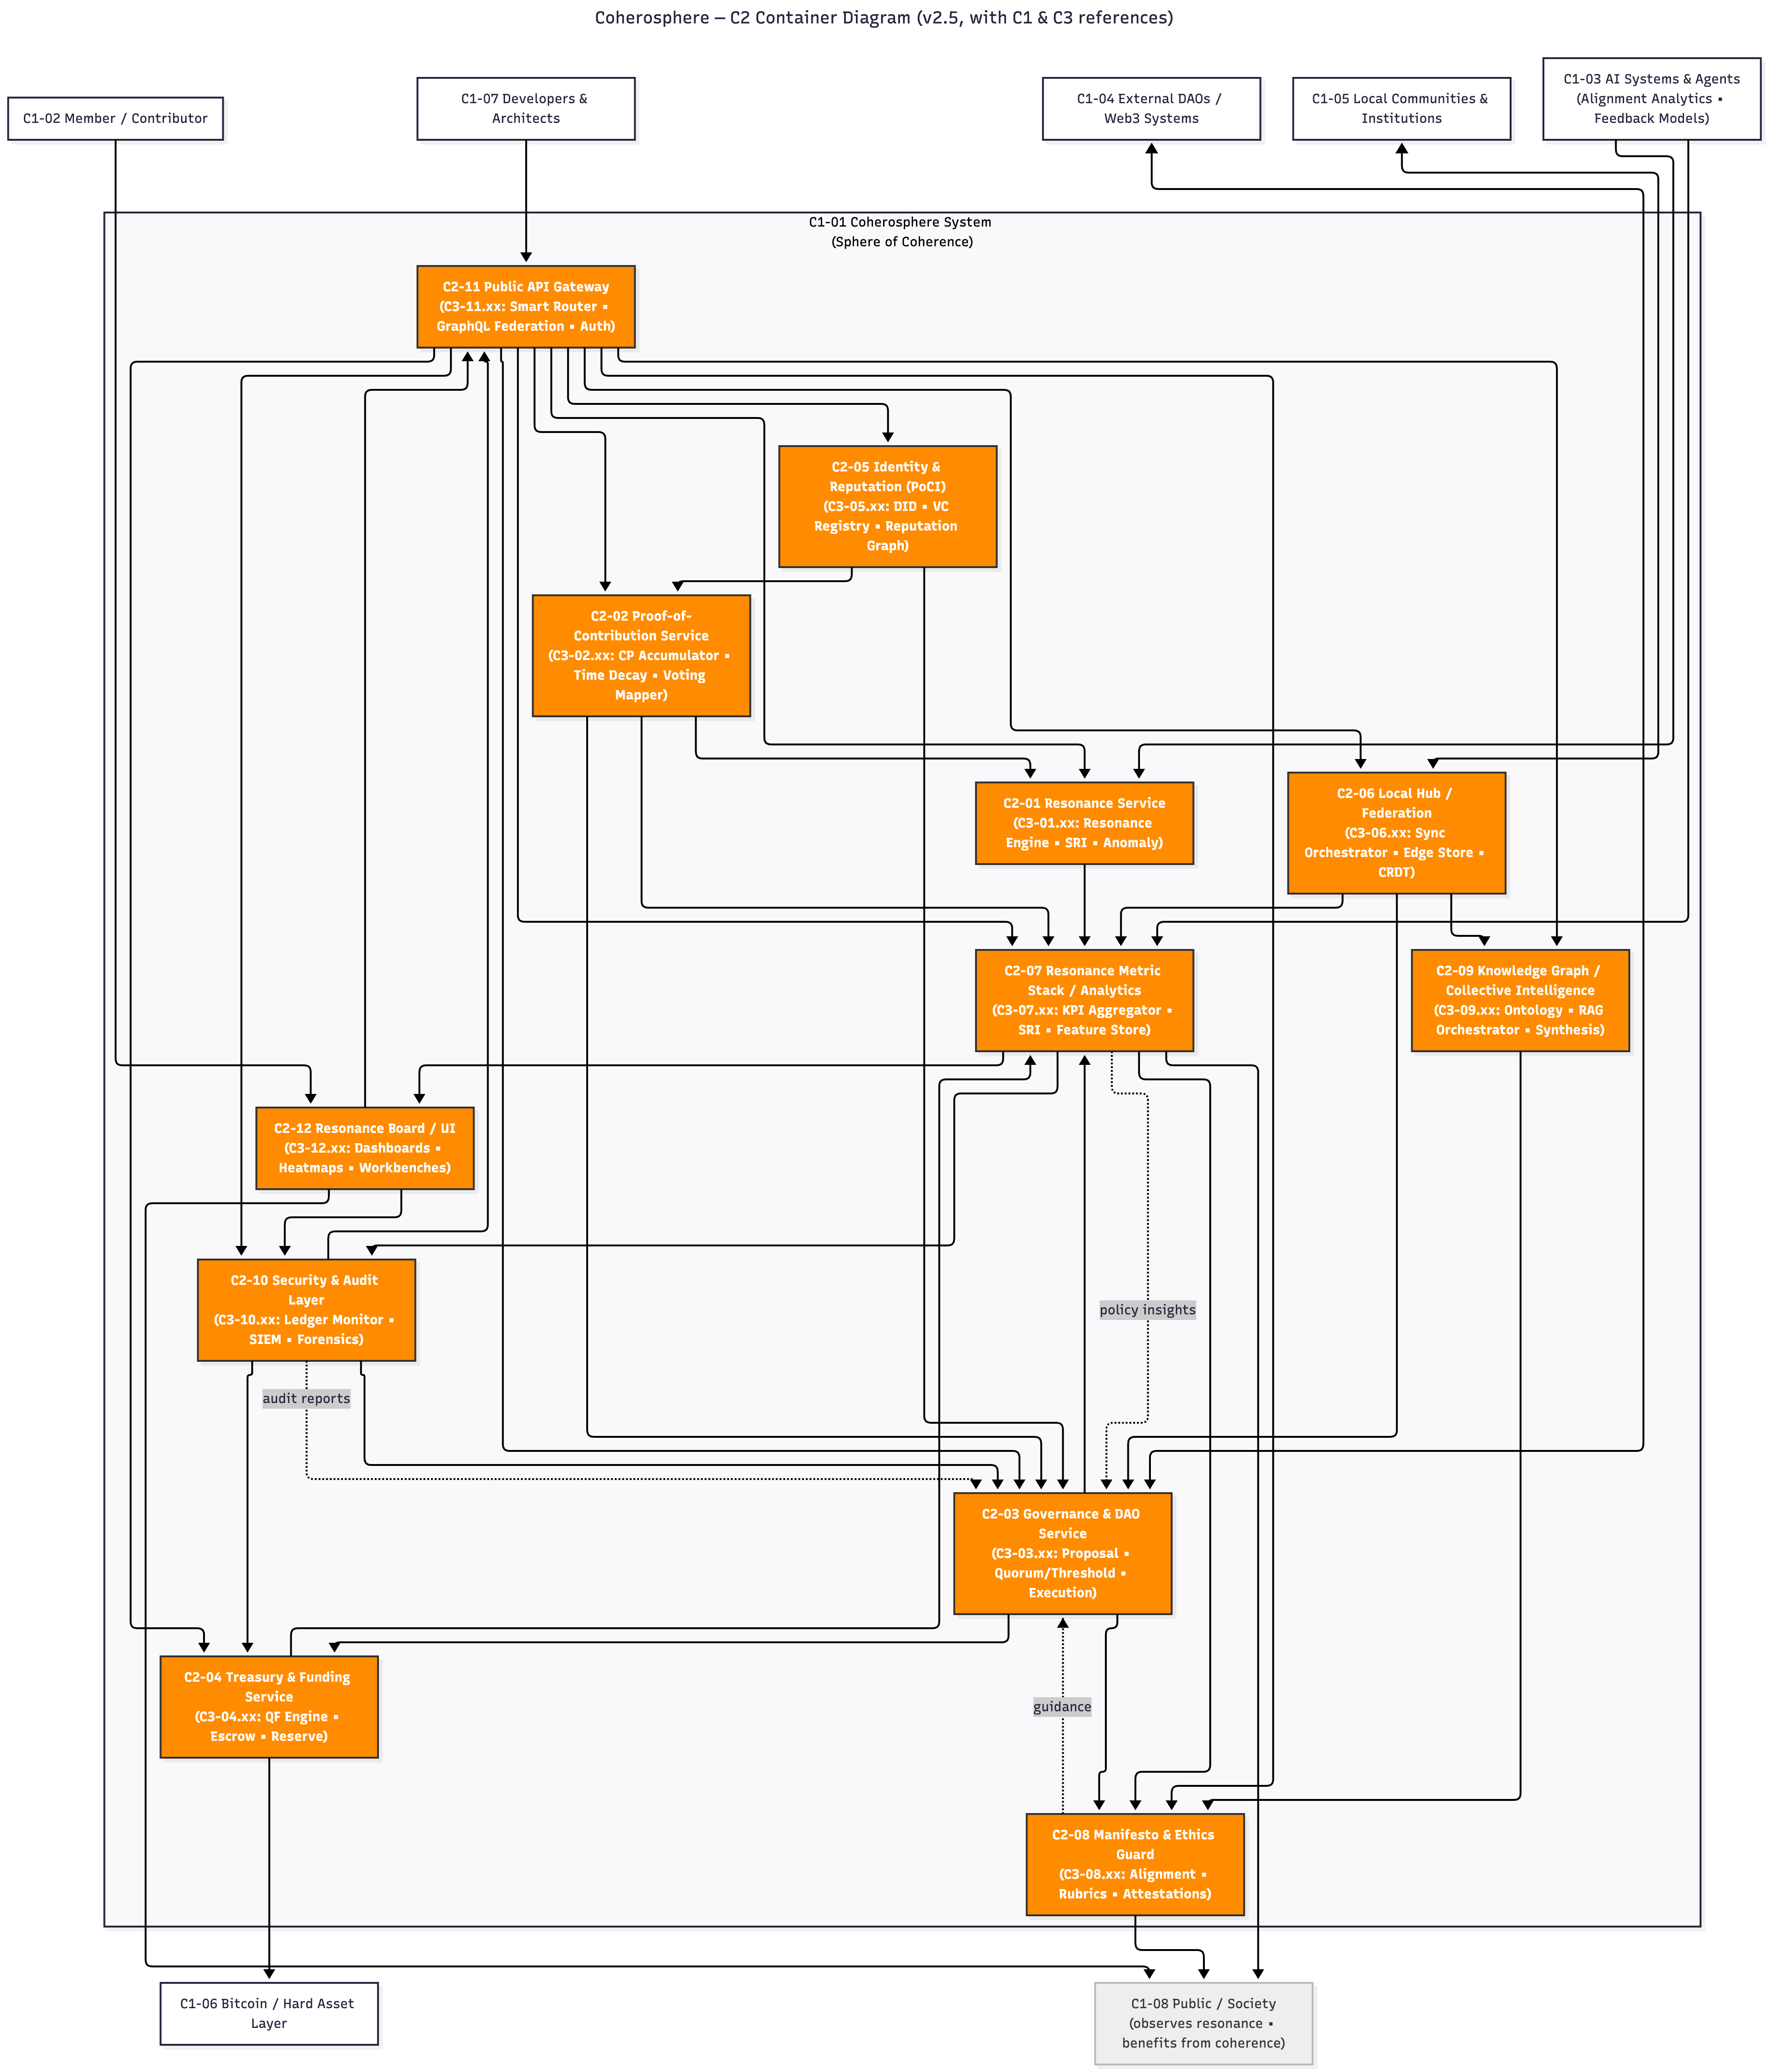 Coherosphere – C2 Container Diagram (v2.5, with C1 & C3 references)
C1-02 Member / Contributor
C1-07 Developers &
Architects
C1-04 External DAOs /
Web3 Systems
C1-05 Local Communities &
Institutions
C1-03 AI Systems & Agents
(Alignment Analytics ▪
Feedback Models)
C1-01 Coherosphere System
(Sphere of Coherence)
C2-11 Public API Gateway
(C3-11.xx: Smart Router ▪
GraphQL Federation ▪ Auth)
C2-05 Identity &
Reputation (PoCI)
(C3-05.xx: DID ▪ VC
Registry ▪ Reputation
Graph)
C2-02 Proof-of-
Contribution Service
(C3-02.xx: CP Accumulator ▪
Time Decay ▪ Voting
Mapper)
C2-01 Resonance Service
(C3-01.xx: Resonance
Engine ▪ SRI ▪ Anomaly)
C2-06 Local Hub /
Federation
(C3-06.xx: Sync
Orchestrator ▪ Edge Store ▪
CRDT)
C2-07 Resonance Metric
Stack / Analytics
(C3-07.xx: KPI Aggregator ▪
SRI ▪ Feature Store)
C2-09 Knowledge Graph /
Collective Intelligence
(C3-09.xx: Ontology ▪ RAG
Orchestrator ▪ Synthesis)
C2-12 Resonance Board / UI
(C3-12.xx: Dashboards ▪
Heatmaps ▪ Workbenches)
C2-10 Security & Audit
Layer
(C3-10.xx: Ledger Monitor ▪
SIEM ▪ Forensics)
policy insights
audit reports
C2-03 Governance & DAO
Service
(C3-03.xx: Proposal ▪
Quorum/Threshold ▪
Execution)
C2-04 Treasury & Funding
Service
(C3-04.xx: QF Engine ▪
Escrow ▪ Reserve)
guidance
C2-08 Manifesto & Ethics
Guard
(C3-08.xx: Alignment ▪
Rubrics ▪ Attestations)
C1-06 Bitcoin / Hard Asset
Layer
C1-08 Public / Society
(observes resonance ▪
benefits from coherence)